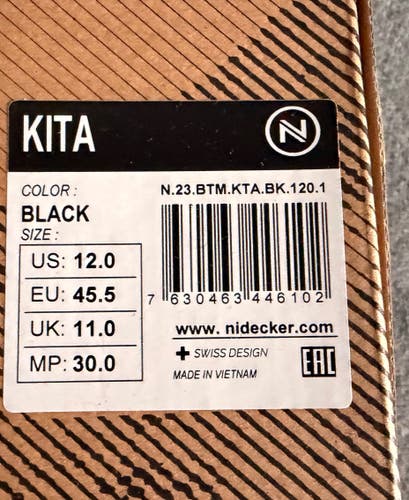 KITA
N
COLOR :
BLACK
SIZE :
US: 12.0
EU: 45.5
UK: 11.0
MP: 30.0
N.23.BTM.KTA.BK.120.1
7 630463 446102
www. nidecker.com
SWISS DESIGN
MADE IN VIETNAM
EAC